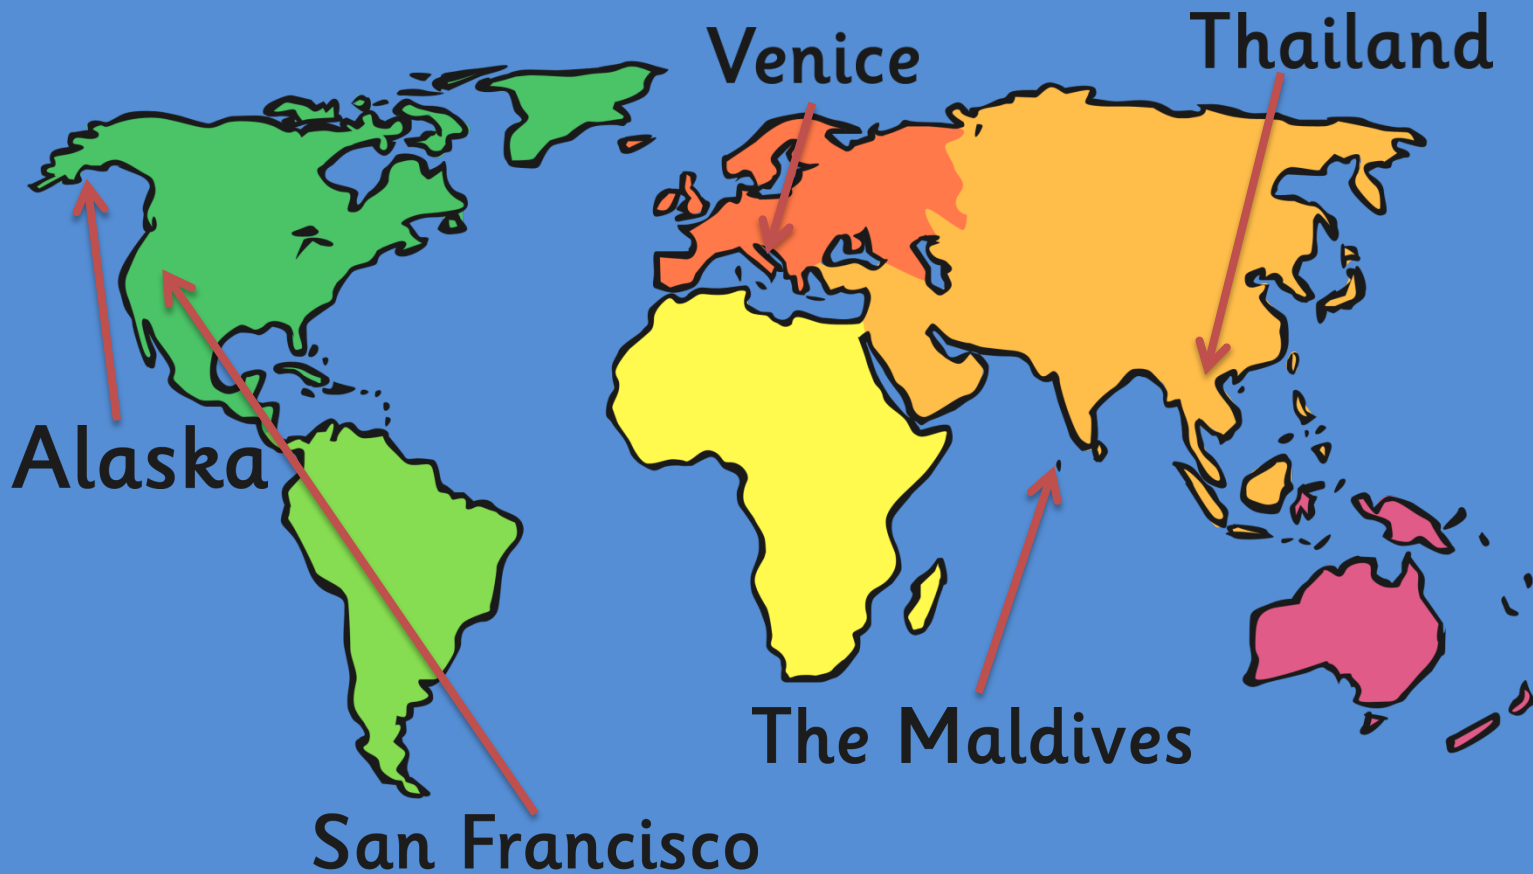 Thailand
Venice
Alaska
The Maldives
San Francisco